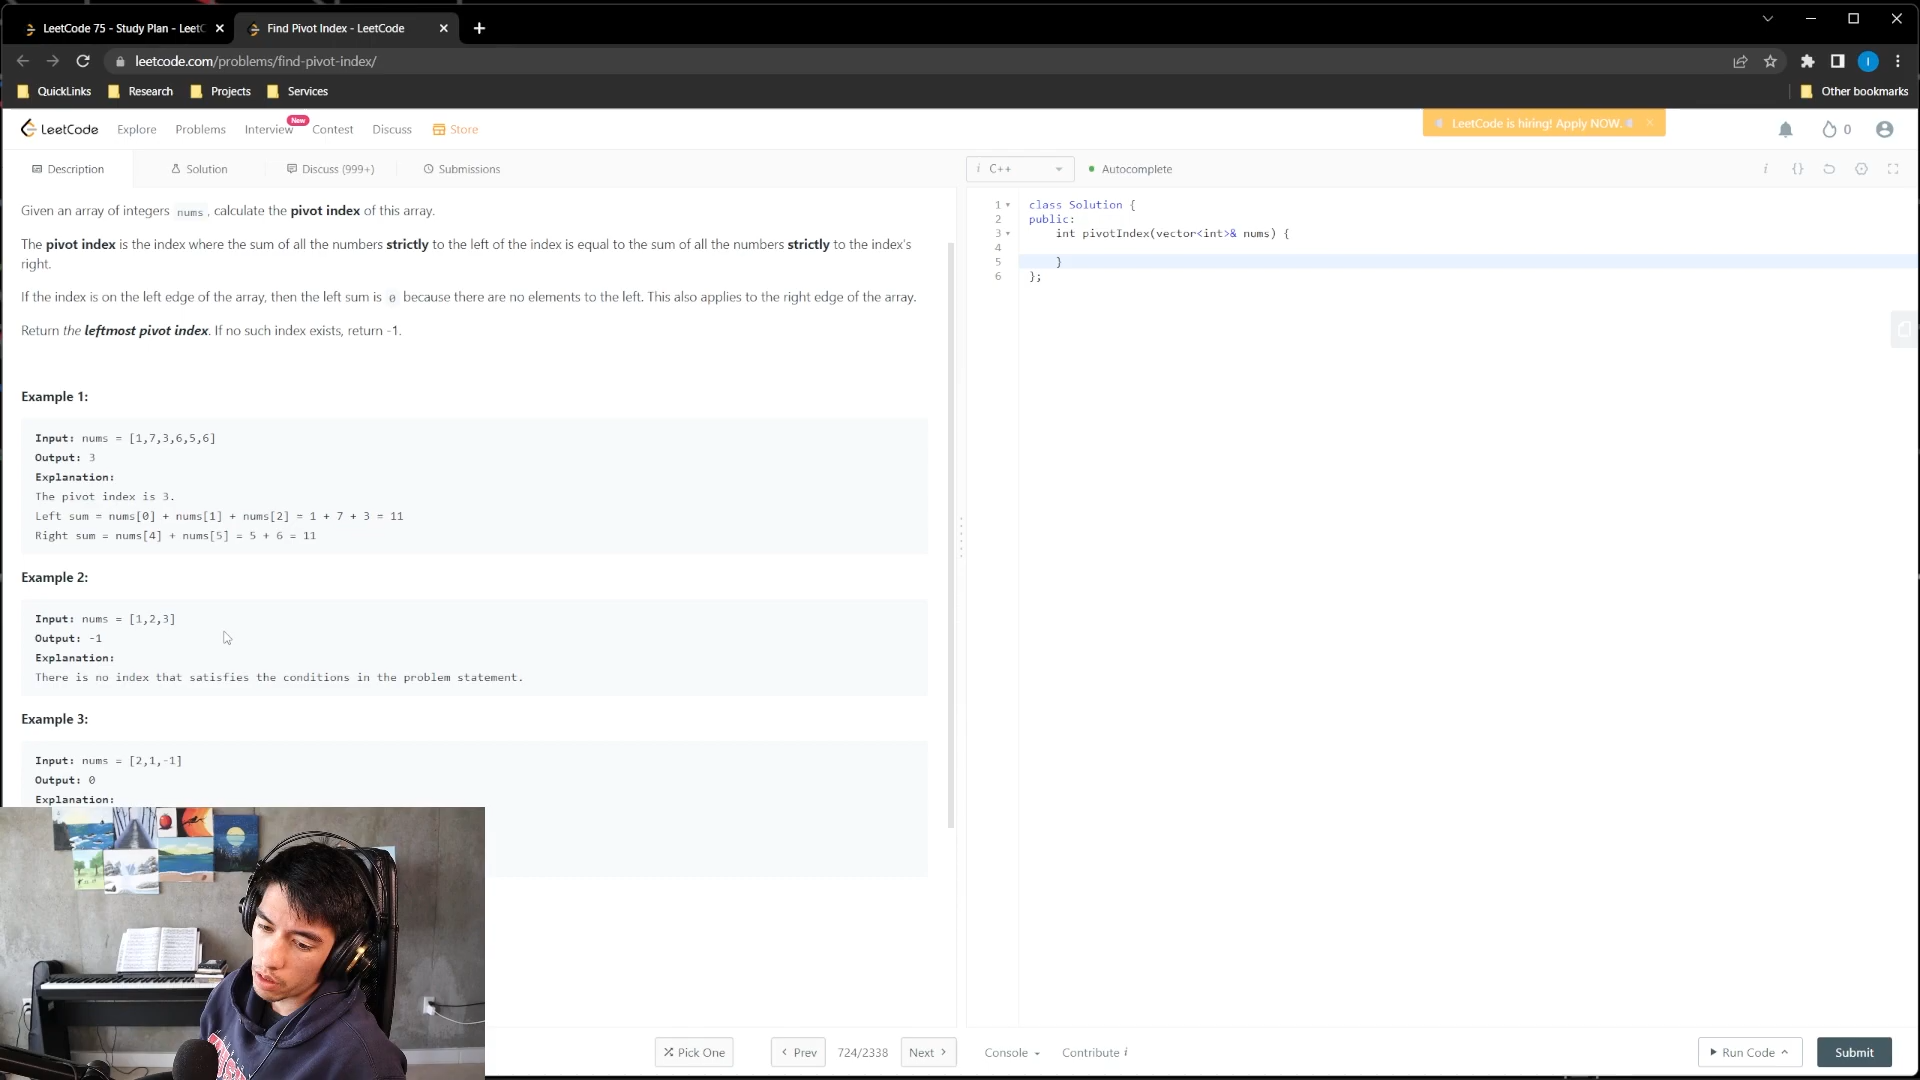 LeetCode 75 - Study Plan - LeetC
Find Pivot Index - LeetCode
leetcode.com/problems/find-pivot-index/
I
QuickLinks
Research
Projects
Services
Other bookmarks
LeetCode
Explore
Problems
Interview
New
Contest
Discuss
Store
LeetCode is hiring! Apply NOW.
0
Description
Solution
Discuss (999+)
Submissions
i C++
Autocomplete
i {}
Given an array of integers nums, calculate the pivot index of this array.
The pivot index is the index where the sum of all the numbers strictly to the left of the index is equal to the sum of all the numbers strictly to the index's
right.
If the index is on the left edge of the array, then the left sum is 0 because there are no elements to the left. This also applies to the right edge of the array.
Return the leftmost pivot index. If no such index exists, return -1.
Example 1:
Input: nums = [1,7,3,6,5,6]
Output: 3
Explanation:
The pivot index is 3.
Left sum = nums[0] + nums[1] + nums[2] = 1 + 7 + 3 = 11
Right sum = nums[4] + nums[5] = 5 + 6 = 11
Example 2:
Input: nums = [1,2,3]
Output: -1
Explanation:
There is no index that satisfies the conditions in the problem statement.
Example 3:
Input: nums = [2,1,-1]
Output: 0
Explanation:
1 class Solution {
2 public:
3 int pivotIndex(vector<int>& nums) {
4
5 }
6 };
Pick One
Prev
724/2338
Next
Console
Contribute i
Run Code
Submit